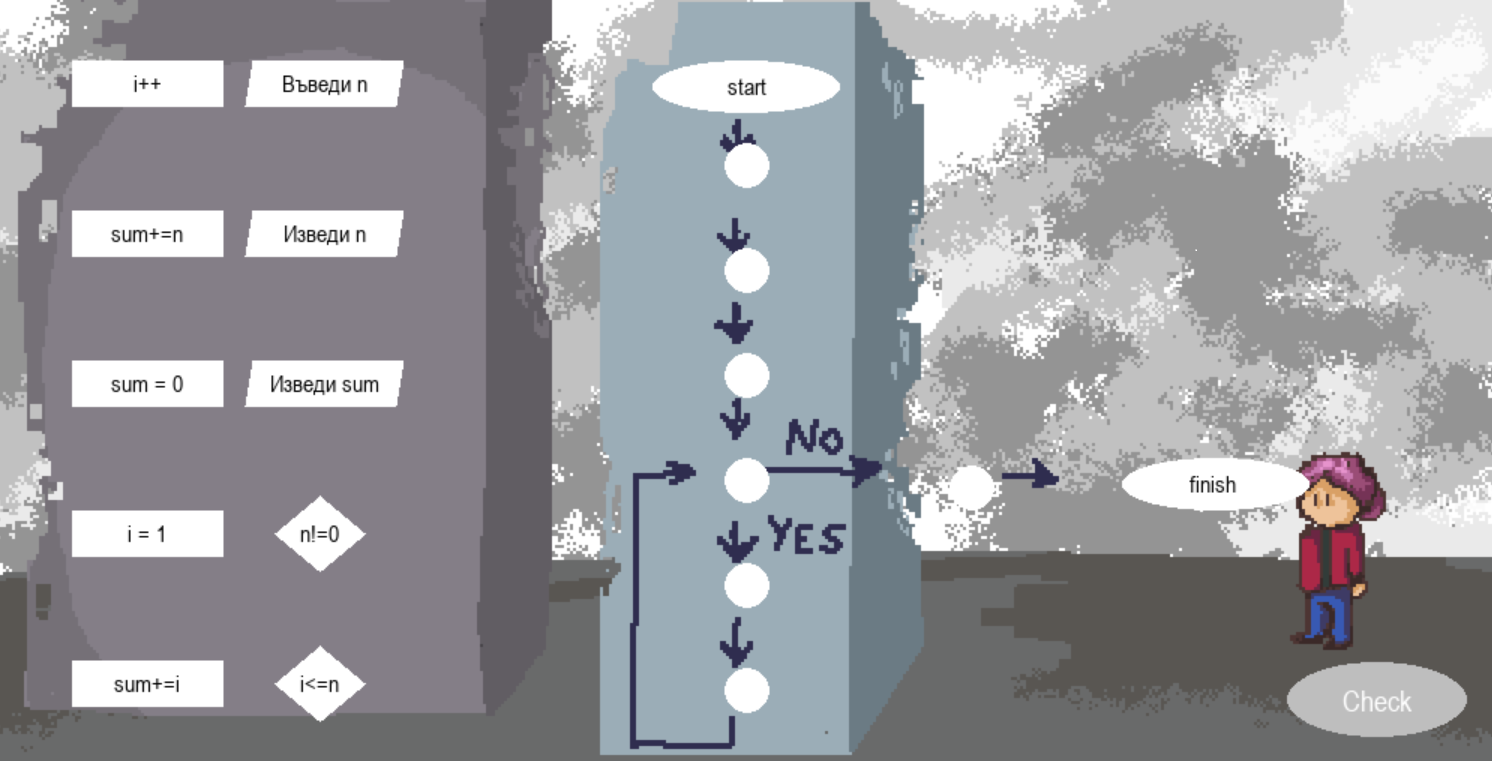 i++
Въведи n
start
sum+=n
Изведи n
sum = 0
Изведи sum
NO
finish
i = 1
n!=0
YES
sum+=i
i<=n
Check